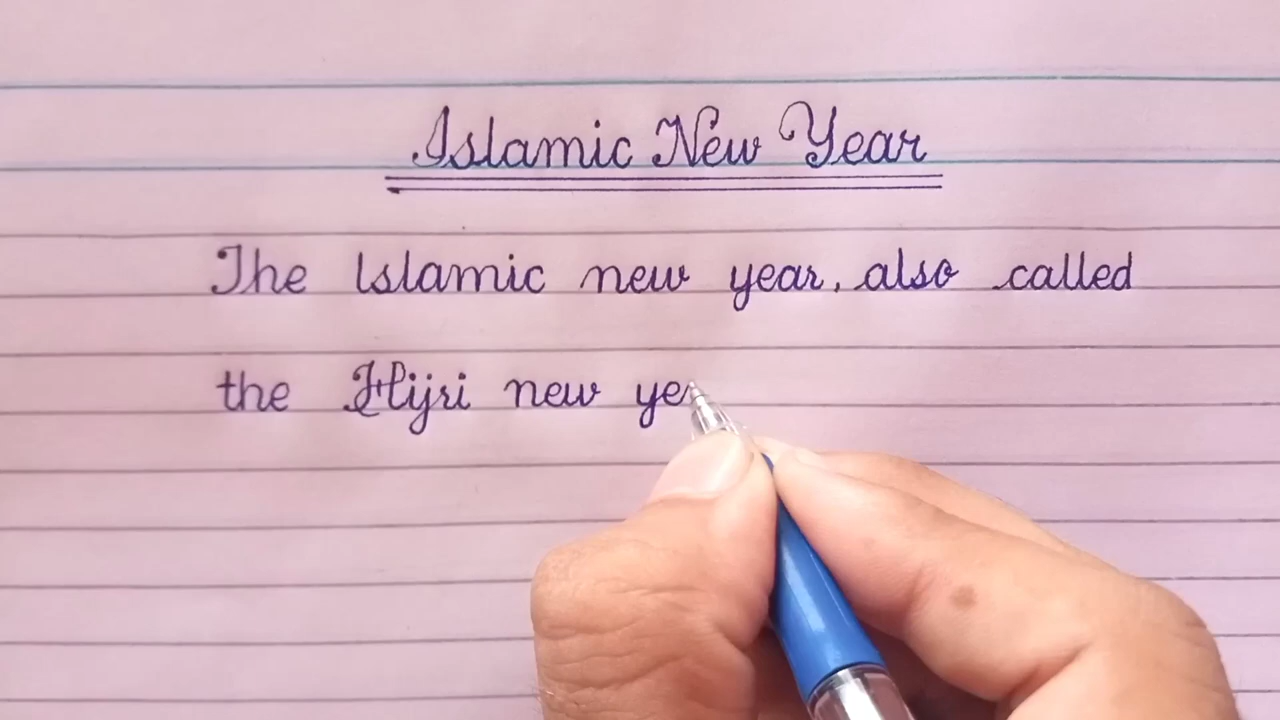 Islamic New Year
The Islamic new year, also called
the Hijri new ye